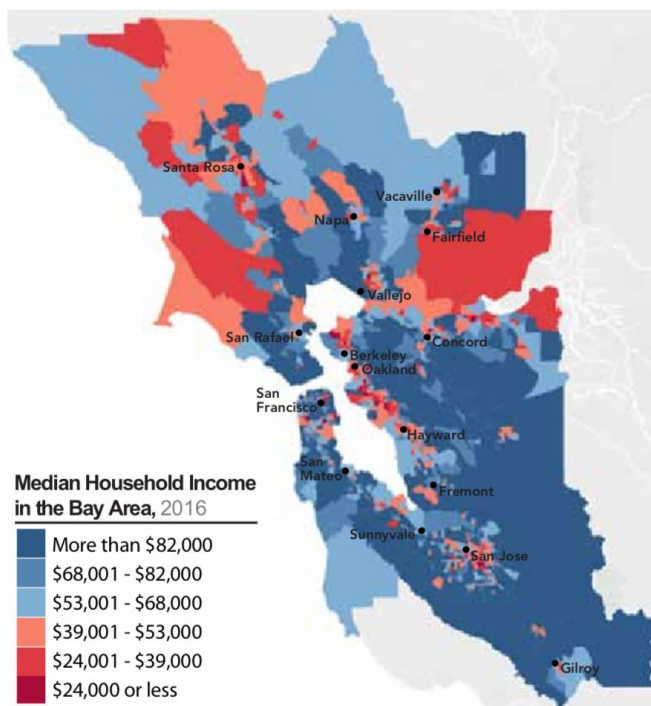 Santa Rosa
Vacaville
Napa
Fairfield
Vallejo
San Rafael
Concord
Berkeley
Oakland
San
Francisco
Hayward
San
Mateo
Fremont
Sunnyvale
San Jose
Gilroy
Median Household Income
in the Bay Area, 2016
More than $82,000
$68,001 - $82,000
$53,001 - $68,000
$39,001 - $53,000
$24,001 - $39,000
$24,000 or less